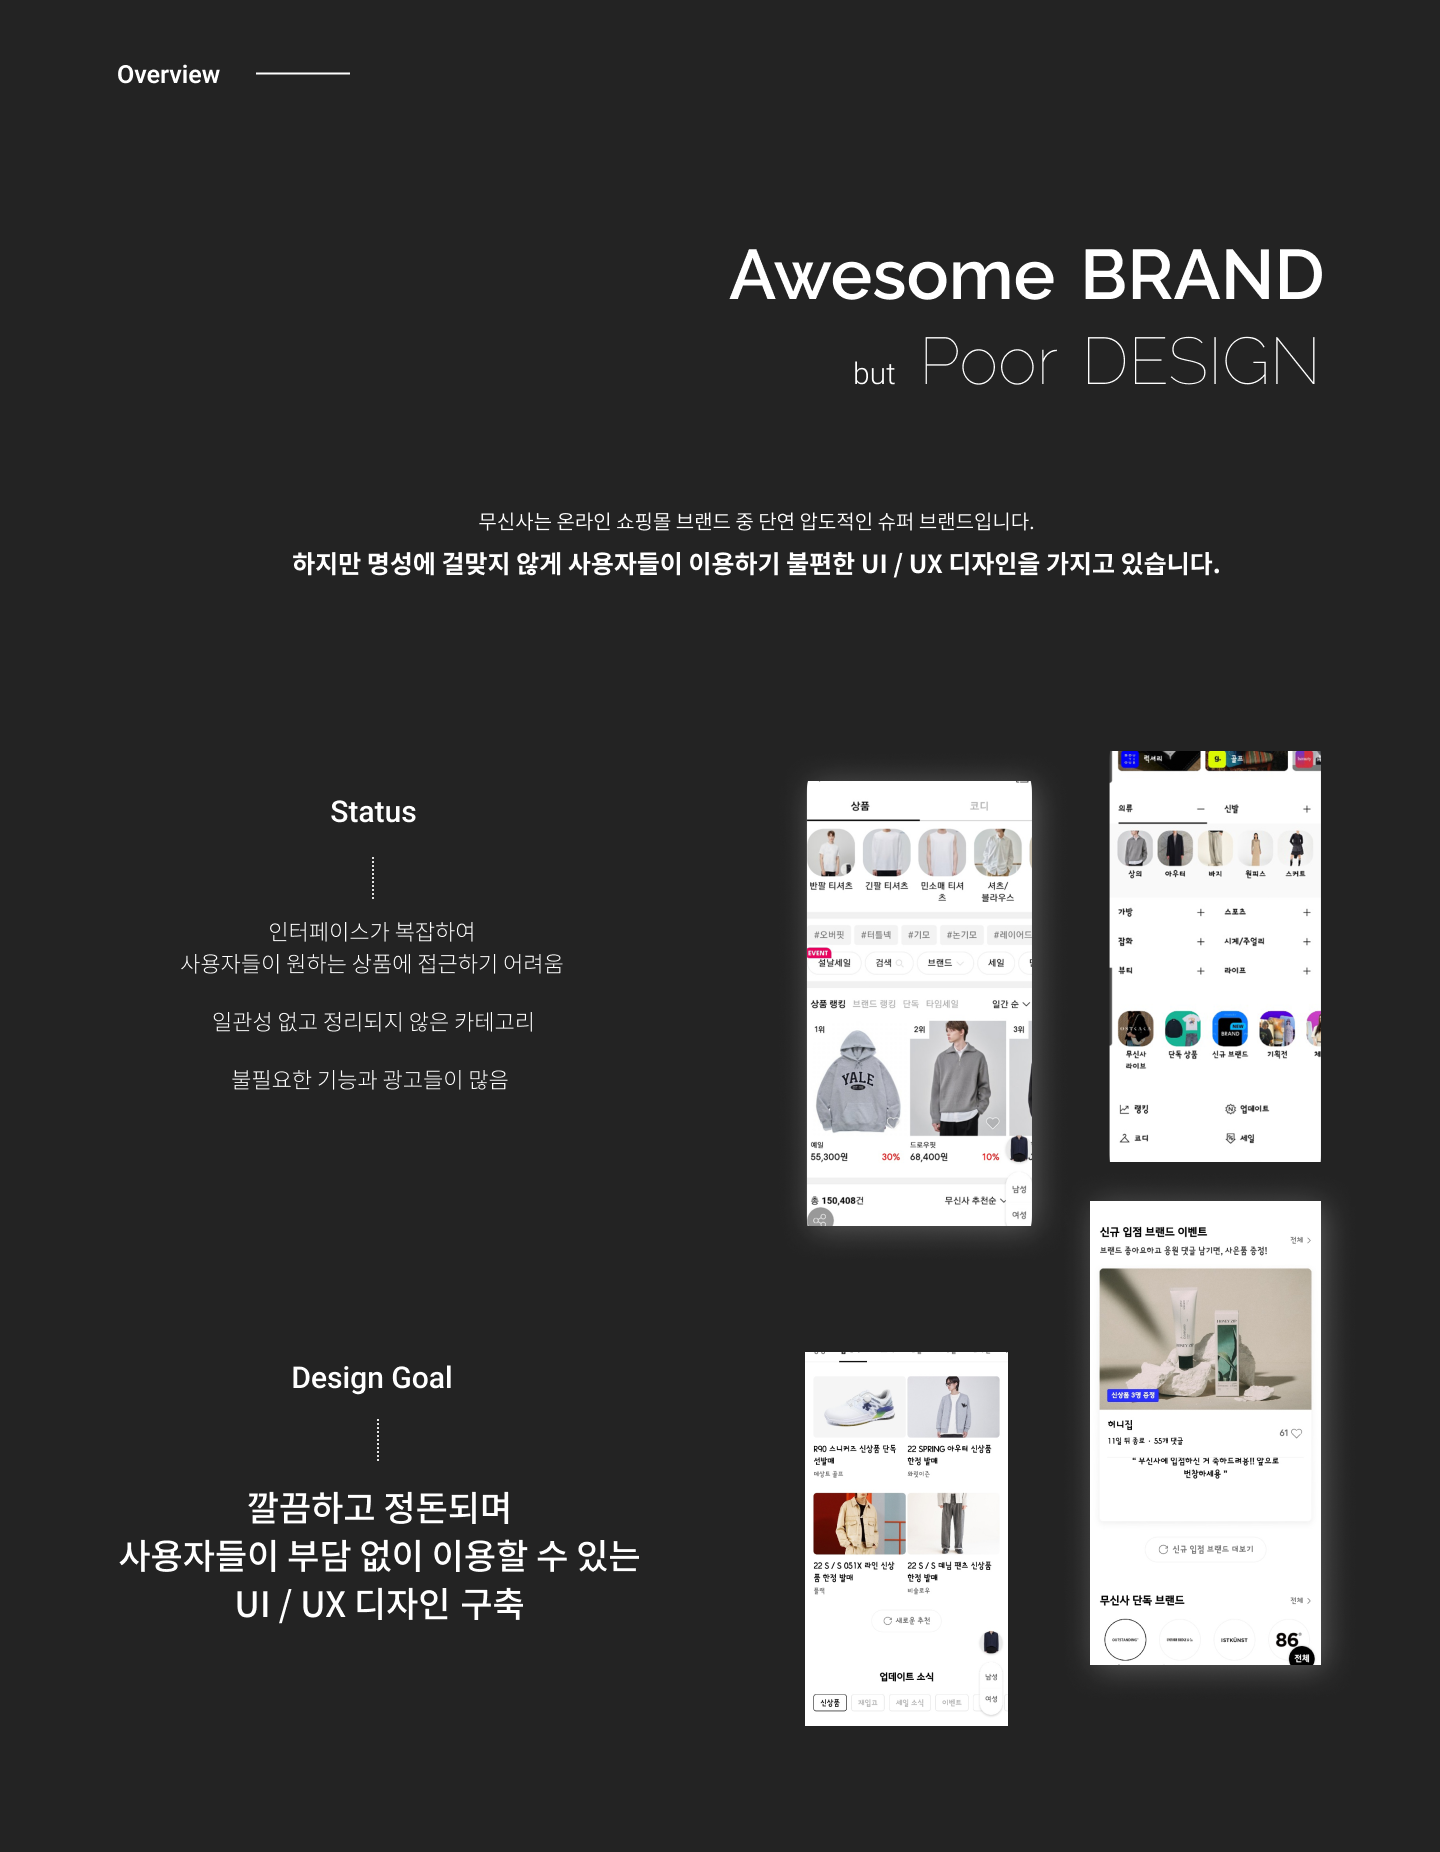 Overview
Awesome BRAND
but Poor DESIGN
무신사는 온라인 쇼핑몰 브랜드 중 단연 압도적인 슈퍼 브랜드입니다.
하지만 명성에 걸맞지 않게 사용자들이 이용하기 불편한 UI / UX 디자인을 가지고 있습니다.
Status
인터페이스가 복잡하여
사용자들이 원하는 상품에 접근하기 어려움
일관성 없고 정리되지 않은 카테고리
불필요한 기능과 광고들이 많음
상품 코디
반팔 티셔츠 긴팔 티셔츠 민소매 티셔츠 셔츠/
블라우스
#오버핏 #터틀넥 #기모 #논기모 #레이어드
EVENT
설날세일 검색 브랜드 세일
상품 랭킹 브랜드 랭킹 단독 타임세일 일간 순
1위 2위 3위
YALE
예일 드로우핏
55,300원 30% 68,400원 10%
남성
총 150,408건 무신사 추천순
여성
럭셔리 g. 골프 beauty
의류 신발
상의 아우터 바지 원피스 스커트
가방 스포츠
잡화 시계/주얼리
뷰티 라이프
NEW
BRAND
무신사 단독 상품 신규 브랜드 기획전
라이브
랭킹 업데이트
코디 세일
신규 입점 브랜드 이벤트
전체
브랜드 좋아요하고 응원 댓글 남기면, 사은품 증정!
신상품 3명 증정
허니집
61
11일 뒤 종료 · 55개 댓글
" 무신사에 입점하신 거 축하드려용!! 앞으로
번창하세용 "
신규 입점 브랜드 더보기
무신사 단독 브랜드 전체
OUTSTANDING ISTKUNST 86
전체
Design Goal
깔끔하고 정돈되며
사용자들이 부담 없이 이용할 수 있는
UI / UX 디자인 구축
R90 스니커즈 신상품 단독
선발매
데상트 골프
22 SPRING 아우터 신상품
한정 발매
와릿이즌
22 S / S 051X 라인 신상
품 한정 발매
플랙
22 S / S 데님 팬츠 신상품
한정 발매
비슬로우
새로운 추천
업데이트 소식
남성
여성
신상품 재입고 세일 소식 이벤트